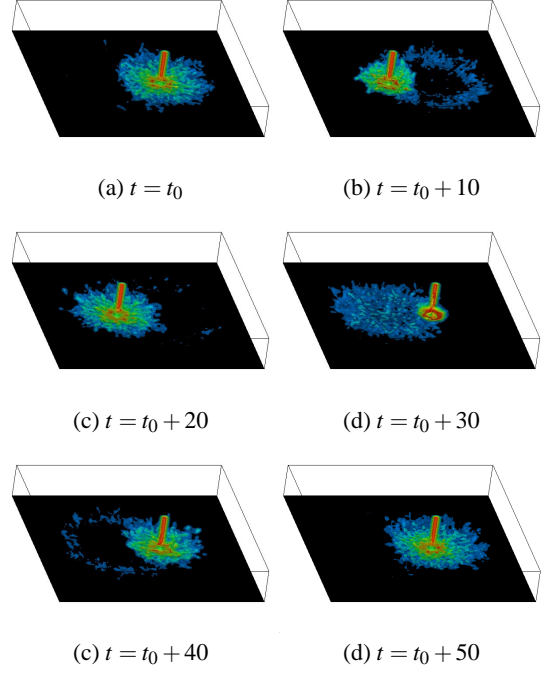 (a) t = t0
(b) t = t0 + 10
(c) t = t0 + 20
(d) t = t0 + 30
(c) t = t0 + 40
(d) t = t0 + 50